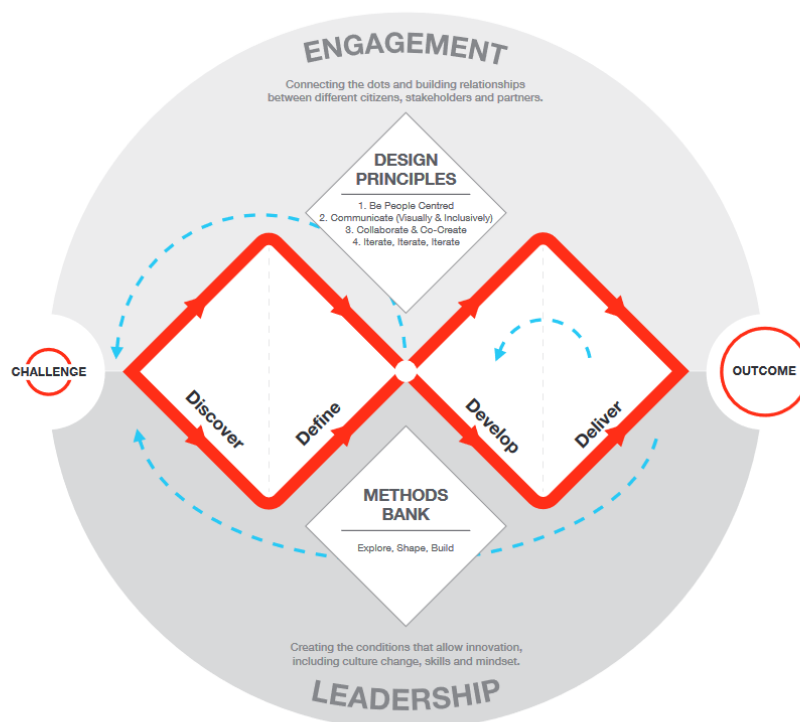 ENGAGEMENT
Connecting the dots and building relationships
between different citizens, stakeholders and partners.
DESIGN
PRINCIPLES
1. Be People Centred
2. Communicate (Visually & Inclusively)
3. Collaborate & Co-Create
4. Iterate, Iterate, Iterate
CHALLENGE
OUTCOME
Discover
Define
Develop
Deliver
METHODS
BANK
Explore, Shape, Build
Creating the conditions that allow innovation,
including culture change, skills and mindset.
LEADERSHIP